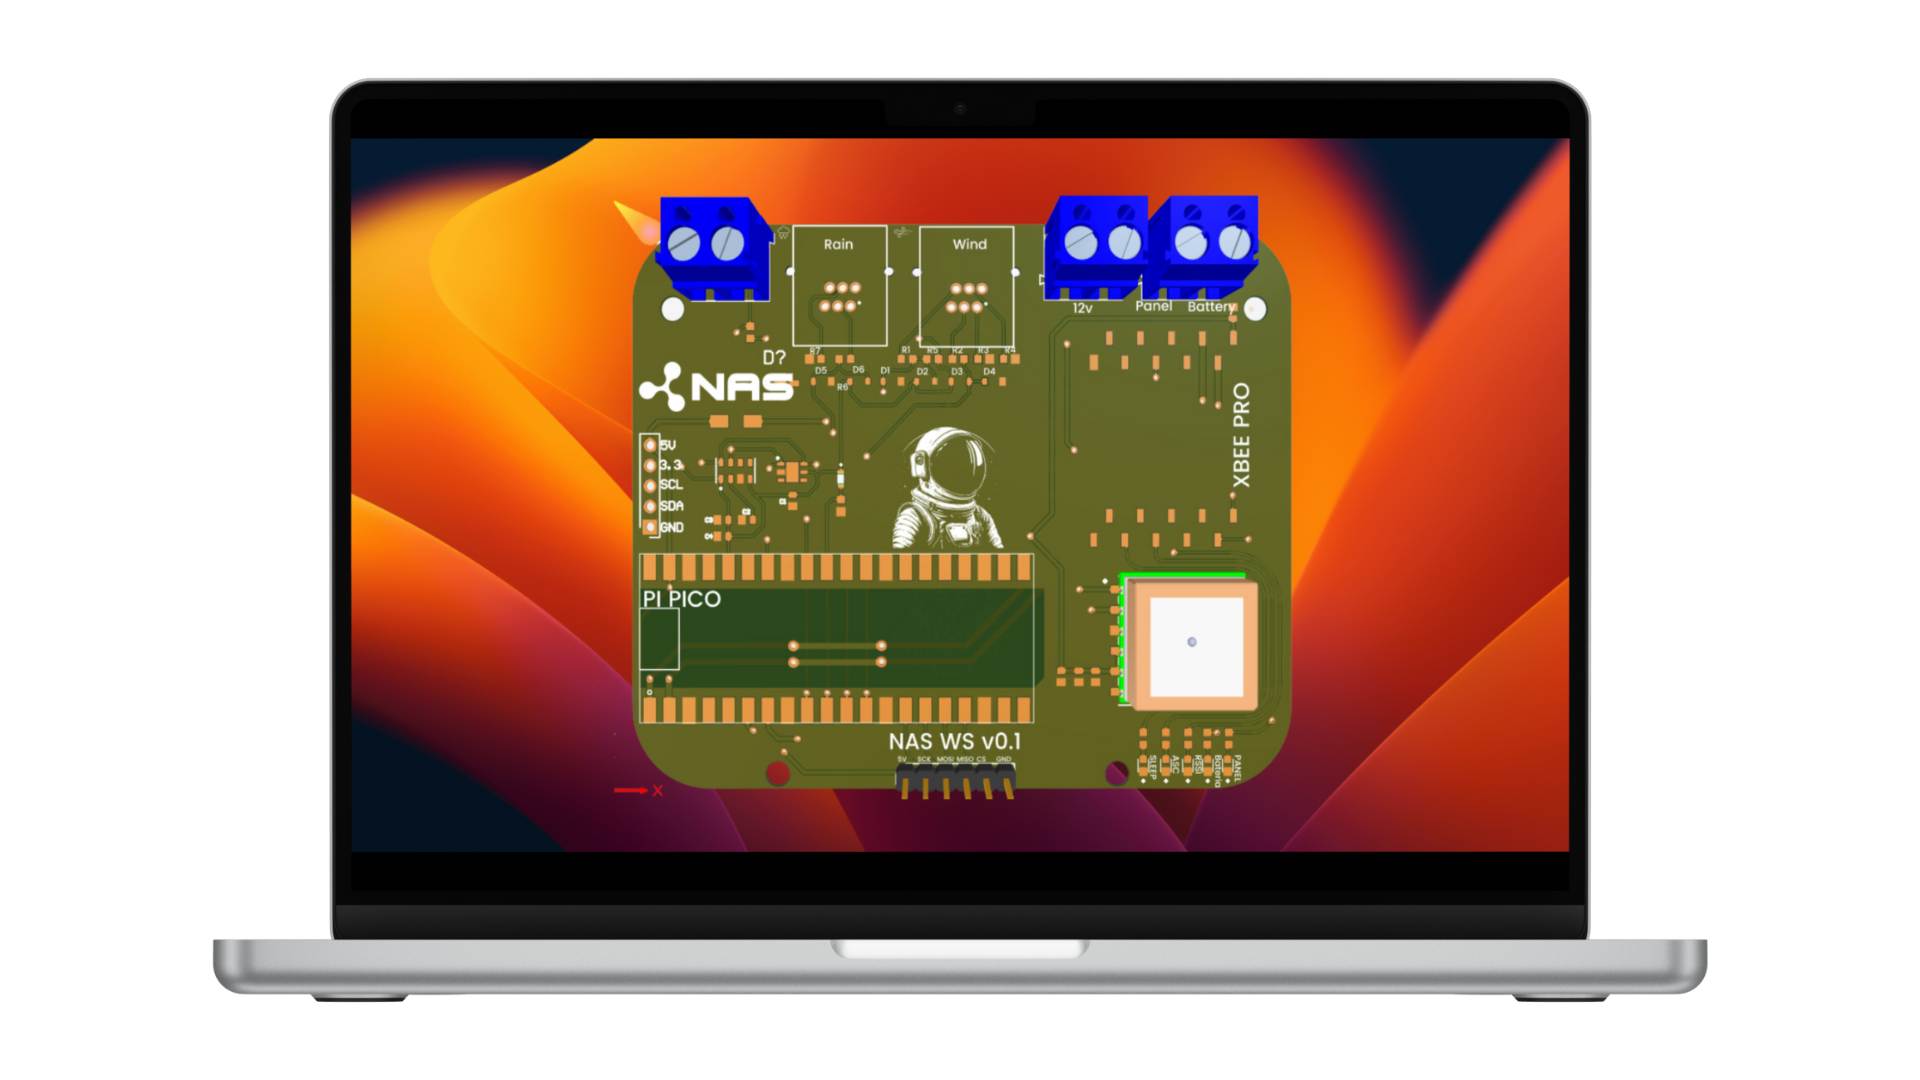 Rain
Wind
12v
Panel
Battery
D?
R7
R1 R5 R2 R3 R4
D5 D6 D1 D2 D3 D4
R6
NAS
XBEE PRO
5V
3.3
SCL
SDA
GND
PI PICO
NAS WS v0.1
5V SCK MOSI MISO CS GND
SLEEP
ASC
RSSI
Bateria
PANEL
X